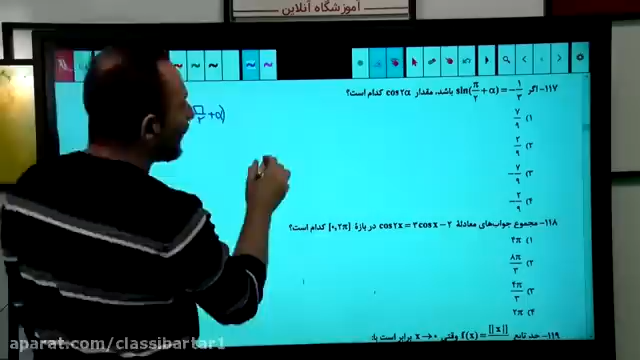 آموزشگاه آنلاین
π/۲ + α)
۱۱۷- اگر sin(π/۲ + α) = -۱/۳ باشد، مقدار cos۲α کدام است؟
۱) ۷/۹
۲) ۲/۹
۳) -۷/۹
۴) -۲/۹
۱۱۸- مجموع جواب‌های معادلهٔ cos۲x = ۳cosx - ۲ در بازهٔ [۰,۲π] کدام است؟
۱) ۴π
۲) ۸π/۳
۳) ۴π/۳
۴) ۲π
۱۱۹- حد تابع f(x) = [|x|] وقتی x → ۰ برابر است با:
aparat.com/classibartar1